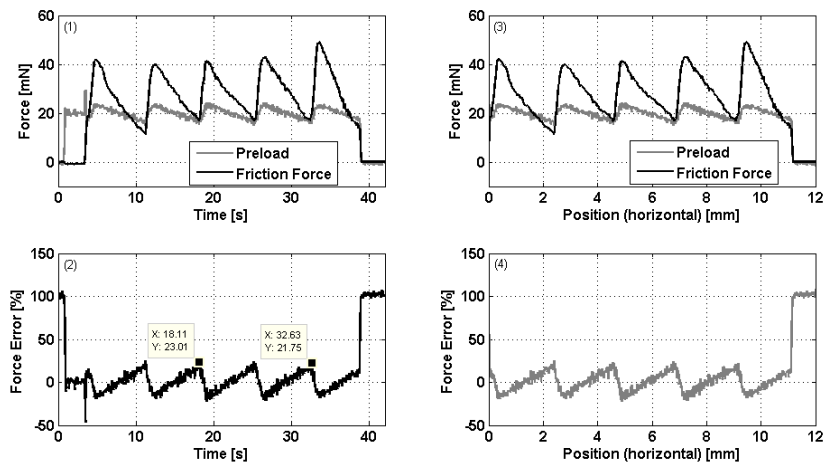 (1)
Force [mN]
60
40
20
0
Preload
Friction Force
0 10 20 30 40
Time [s]
(3)
Force [mN]
60
40
20
0
Preload
Friction Force
0 2 4 6 8 10 12
Position (horizontal) [mm]
(2)
Force Error [%]
150
100
50
0
-50
X: 18.11
Y: 23.01
X: 32.63
Y: 21.75
0 10 20 30 40
Time [s]
(4)
Force Error [%]
150
100
50
0
-50
0 2 4 6 8 10 12
Position (horizontal) [mm]